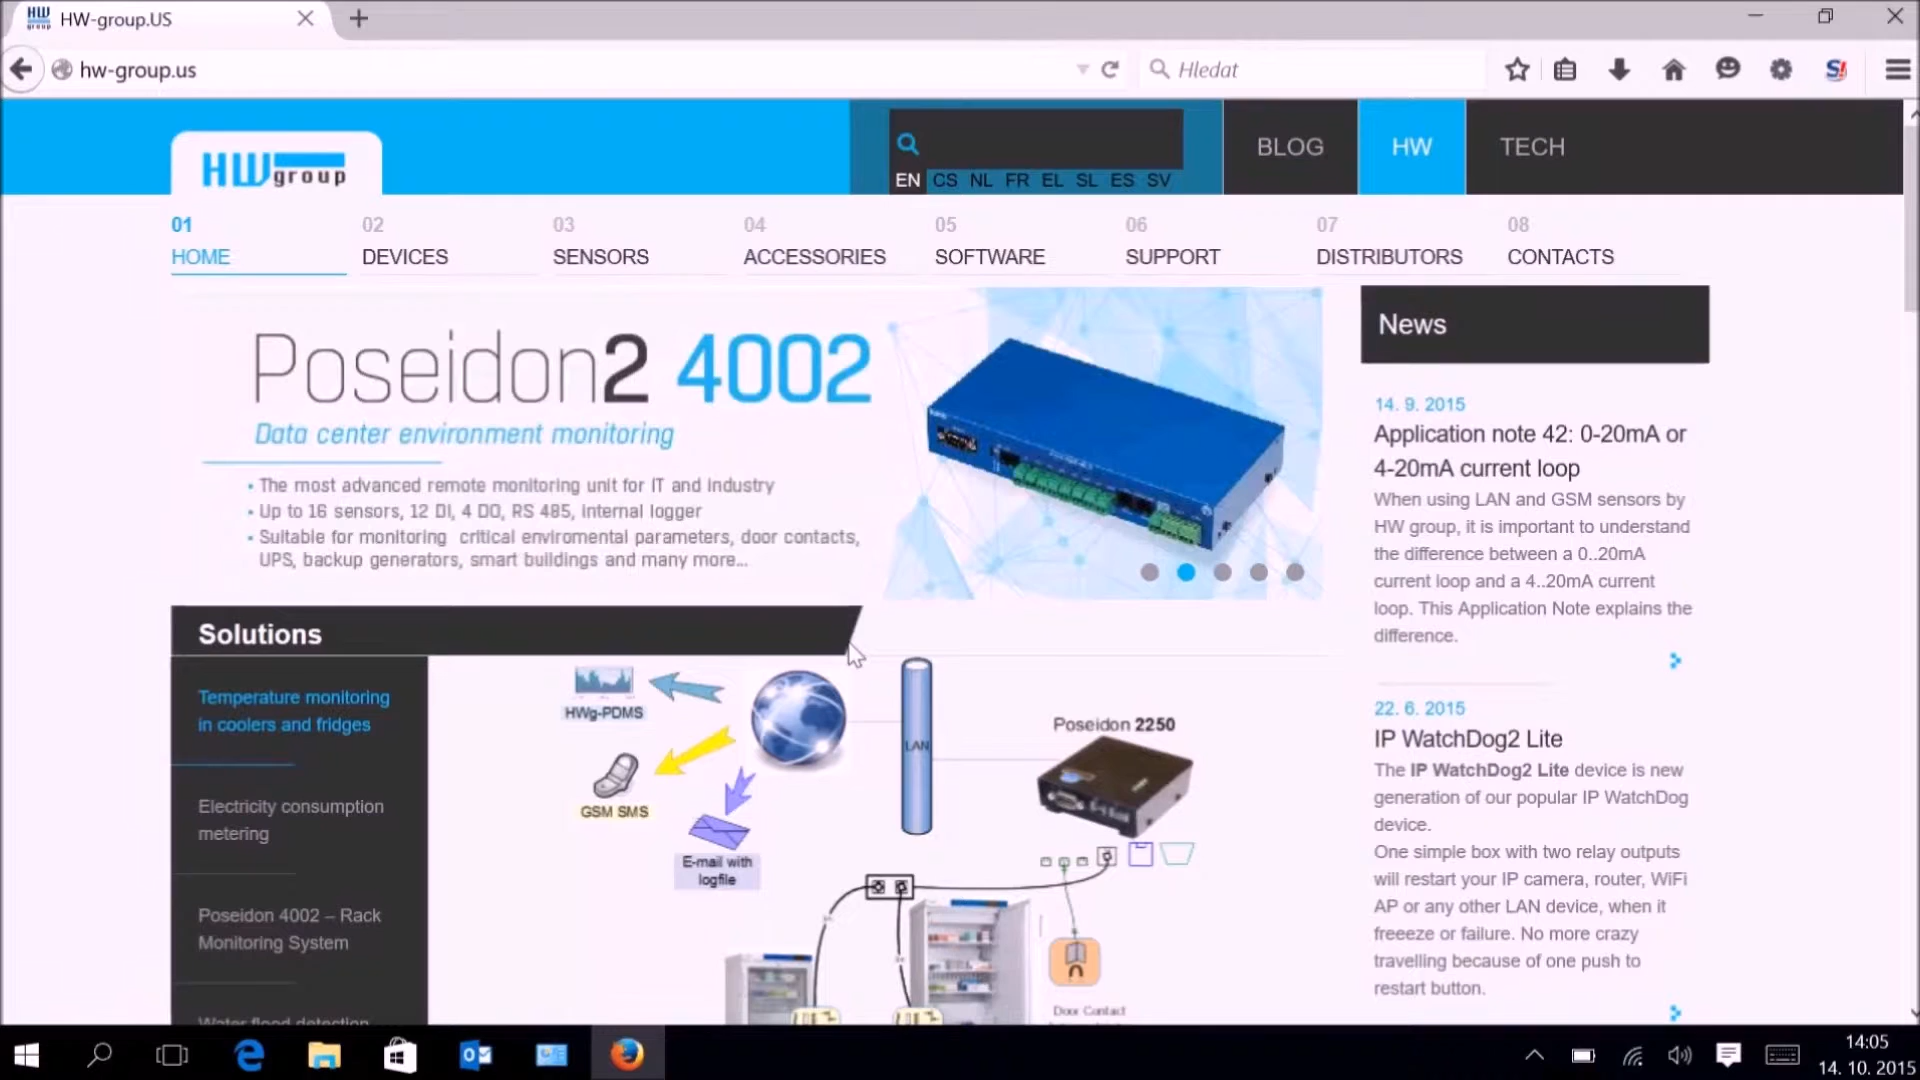 HW-group.US
hw-group.us
Hledat
HW group
EN CS NL FR EL SL ES SV
BLOG
HW
TECH
01 02 03 04 05 06 07 08
HOME DEVICES SENSORS ACCESSORIES SOFTWARE SUPPORT DISTRIBUTORS CONTACTS
Poseidon2 4002
Data center environment monitoring
• The most advanced remote monitoring unit for IT and industry
• Up to 16 sensors, 12 DI, 4 DO, RS 485, internal logger
• Suitable for monitoring critical enviromental parameters, door contacts,
UPS, backup generators, smart buildings and many more...
News
14. 9. 2015
Application note 42: 0-20mA or
4-20mA current loop
When using LAN and GSM sensors by
HW group, it is important to understand
the difference between a 0..20mA
current loop and a 4..20mA current
loop. This Application Note explains the
difference.
22. 6. 2015
IP WatchDog2 Lite
The IP WatchDog2 Lite device is new
generation of our popular IP WatchDog
device.
One simple box with two relay outputs
will restart your IP camera, router, WiFi
AP or any other LAN device, when it
freeeze or failure. No more crazy
travelling because of one push to
restart button.
Solutions
Temperature monitoring
in coolers and fridges
Electricity consumption
metering
Poseidon 4002 – Rack
Monitoring System
Water flood detection
HWg-PDMS
GSM SMS
E-mail with
logfile
LAN
Poseidon 2250
Door Contact
14:05
14. 10. 2015